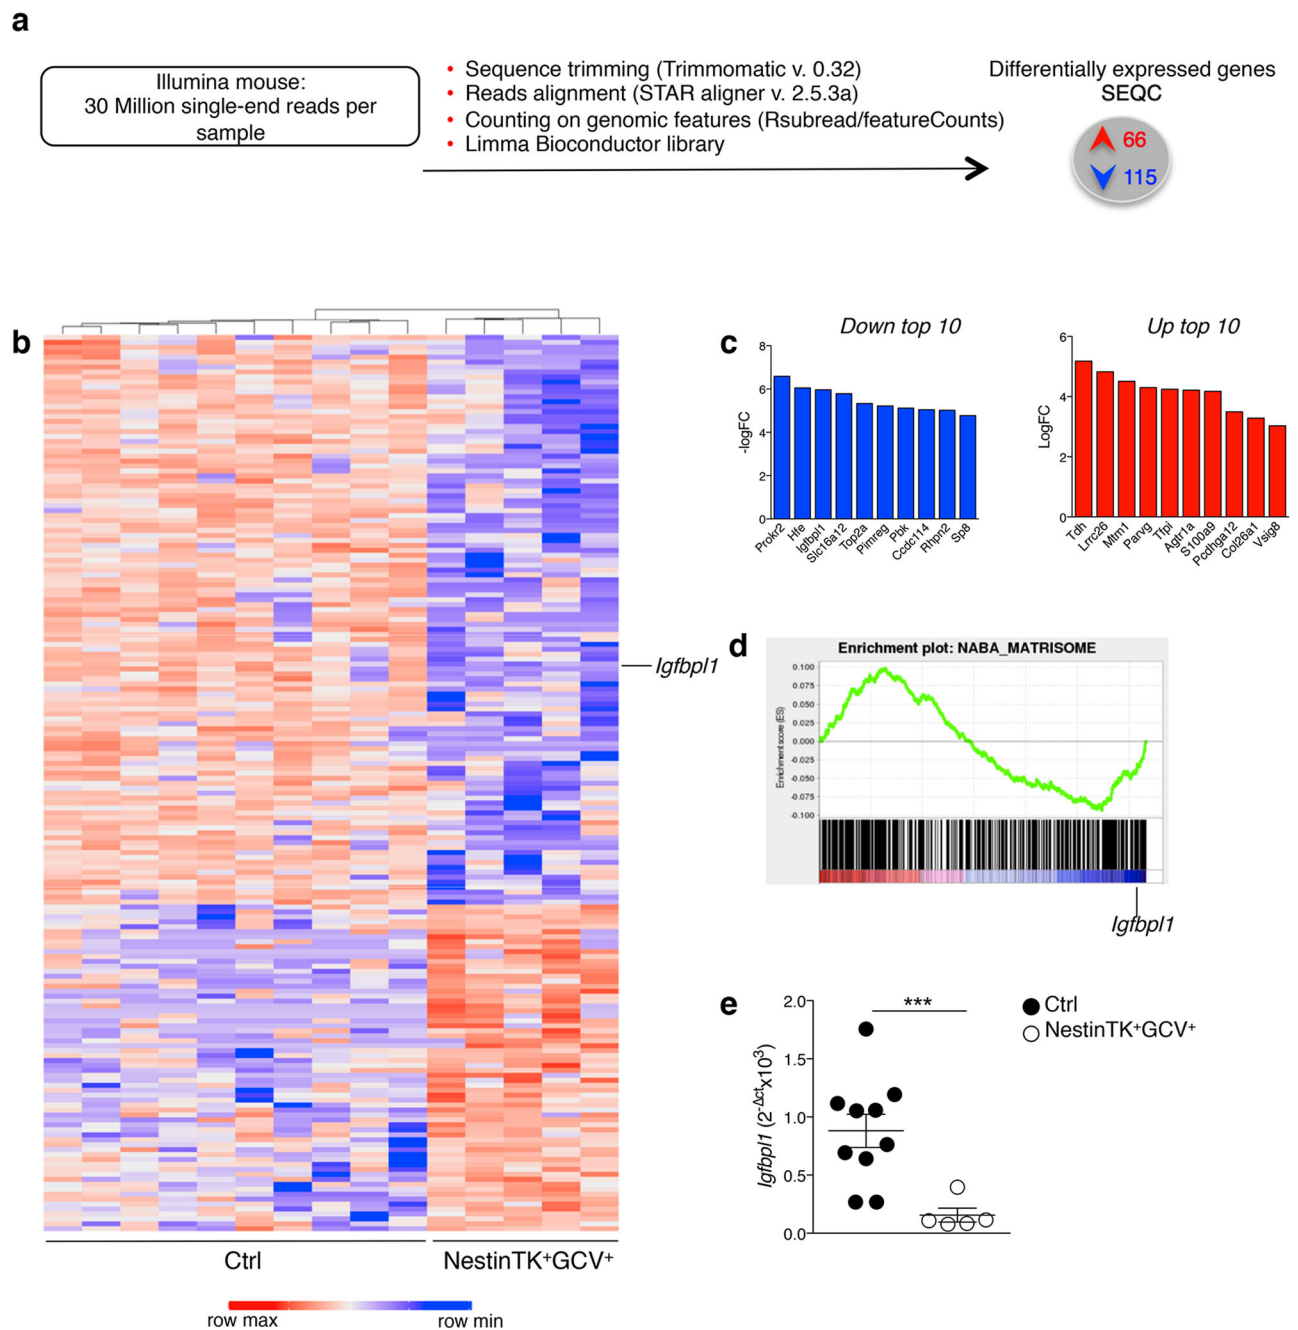 a
Illumina mouse:
30 Million single-end reads per
sample
• Sequence trimming (Trimmomatic v. 0.32)
• Reads alignment (STAR aligner v. 2.5.3a)
• Counting on genomic features (Rsubread/featureCounts)
• Limma Bioconductor library
Differentially expressed genes
SEQC
66
115
b
Igfbpl1
Ctrl
NestinTK⁺GCV⁺
row max
row min
c
Down top 10
-logFC
8
6
4
2
0
Prokr2
Hfe
Igfbpl1
Slc16a12
Top2a
Pimreg
Pbk
Ccdc114
Rhpn2
Sp8
Up top 10
LogFC
6
4
2
0
Tdh
Lrrc26
Mtm1
Parvg
Tfpi
Agtr1a
S100a9
Pcdhga12
Col26a1
Vsig8
d
Enrichment plot: NABA_MATRISOME
Enrichment score (ES)
0.100
0.075
0.050
0.025
0.000
-0.025
-0.050
-0.075
-0.100
Igfbpl1
e
Igfbpl1 (2⁻Δctx10³)
2.0
1.5
1.0
0.5
0.0
***
Ctrl
NestinTK⁺GCV⁺